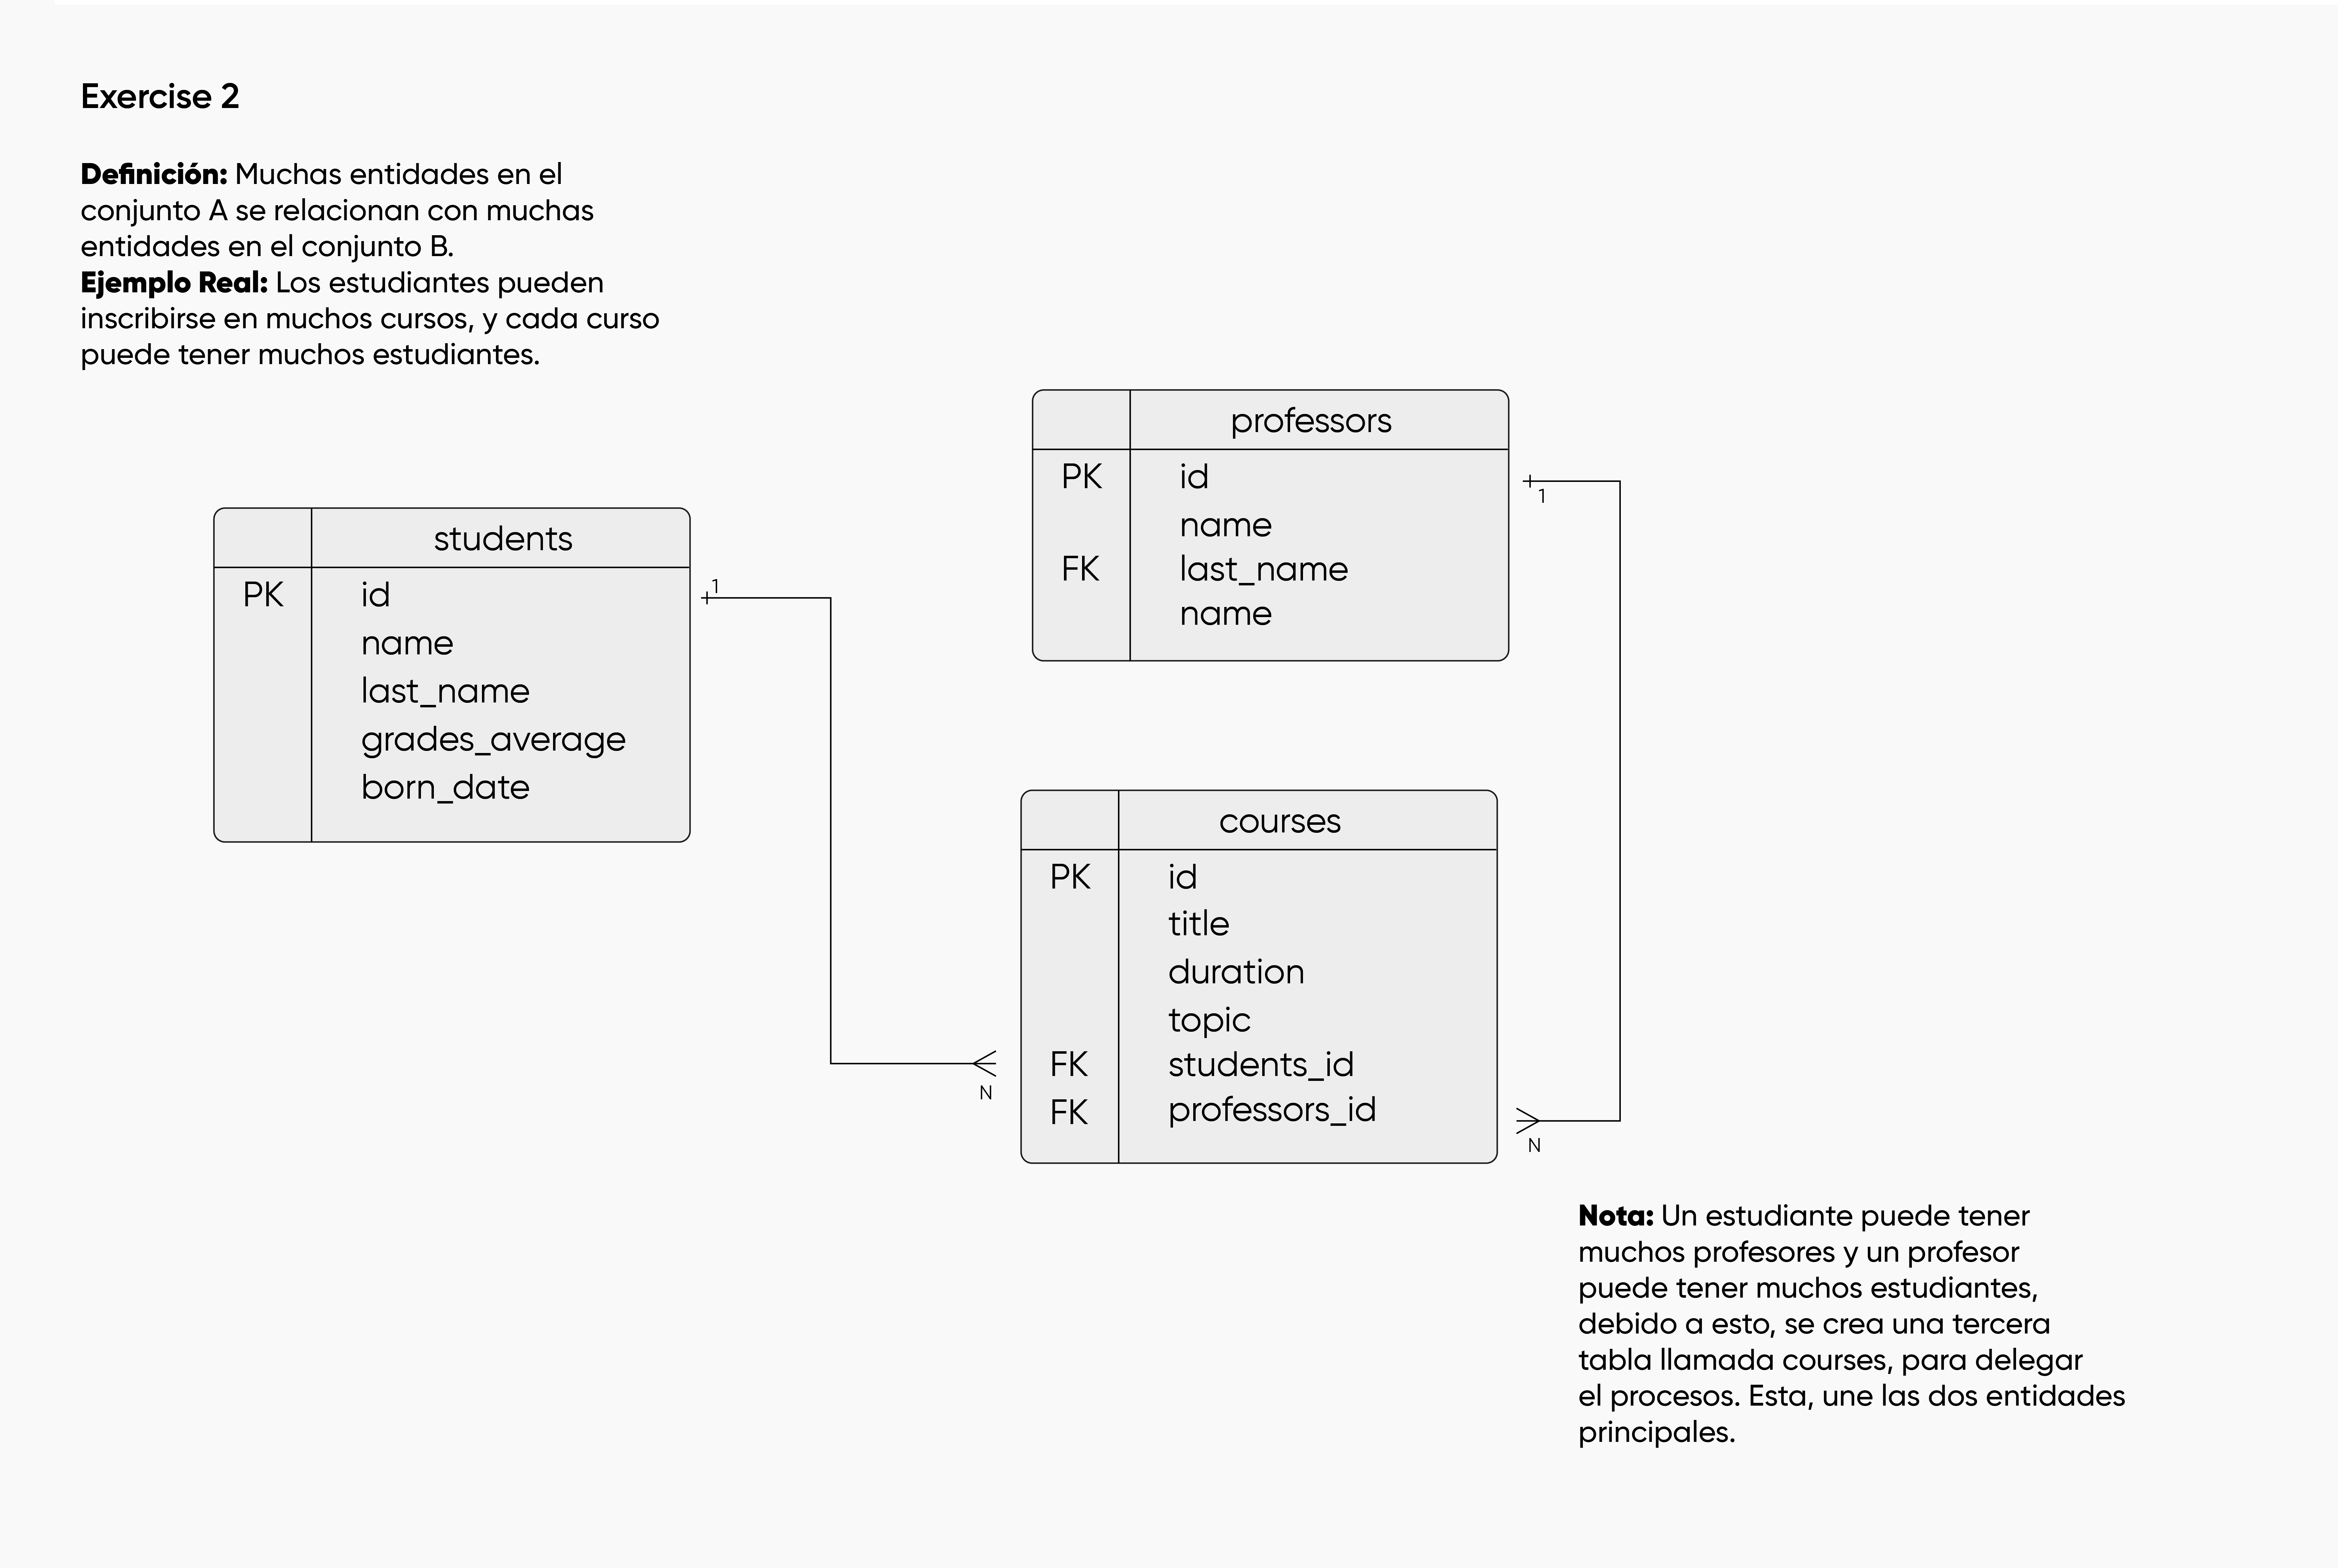 Exercise 2
Definición: Muchas entidades en el
conjunto A se relacionan con muchas
entidades en el conjunto B.
Ejemplo Real: Los estudiantes pueden
inscribirse en muchos cursos, y cada curso
puede tener muchos estudiantes.
students
PK id
name
last_name
grades_average
born_date
1
N
professors
PK id
name
FK last_name
name
1
courses
PK id
title
duration
topic
FK students_id
FK professors_id
N
Nota: Un estudiante puede tener
muchos profesores y un profesor
puede tener muchos estudiantes,
debido a esto, se crea una tercera
tabla llamada courses, para delegar
el procesos. Esta, une las dos entidades
principales.